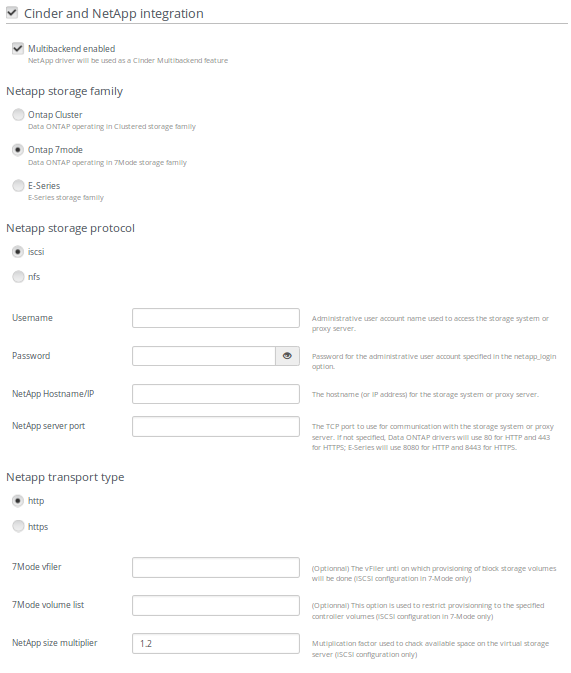 Cinder and NetApp integration
Multibackend enabled
NetApp driver will be used as a Cinder Multibackend feature
Netapp storage family
Ontap Cluster
Data ONTAP operating in Clustered storage family
Ontap 7mode
Data ONTAP operating in 7Mode storage family
E-Series
E-Series storage family
Netapp storage protocol
iscsi
nfs
Username
Administrative user account name used to access the storage system or
proxy server.
Password
Password for the administrative user account specified in the netapp_login
option.
NetApp Hostname/IP
The hostname (or IP address) for the storage system or proxy server.
NetApp server port
The TCP port to use for communication with the storage system or proxy
server. If not specified, Data ONTAP drivers will use 80 for HTTP and 443
for HTTPS; E-Series will use 8080 for HTTP and 8443 for HTTPS.
Netapp transport type
http
https
7Mode vfiler
(Optionnal) The vFiler unti on which provisioning of block storage volumes
will be done (iSCSI configuration in 7-Mode only)
7Mode volume list
(Optionnal) This option is used to restrict provisionning to the specified
controller volumes (iSCSI configuration in 7-Mode only)
NetApp size multiplier
1.2
Mutiplication factor used to chack available space on the virtual storage
server (iSCSI configuration only)